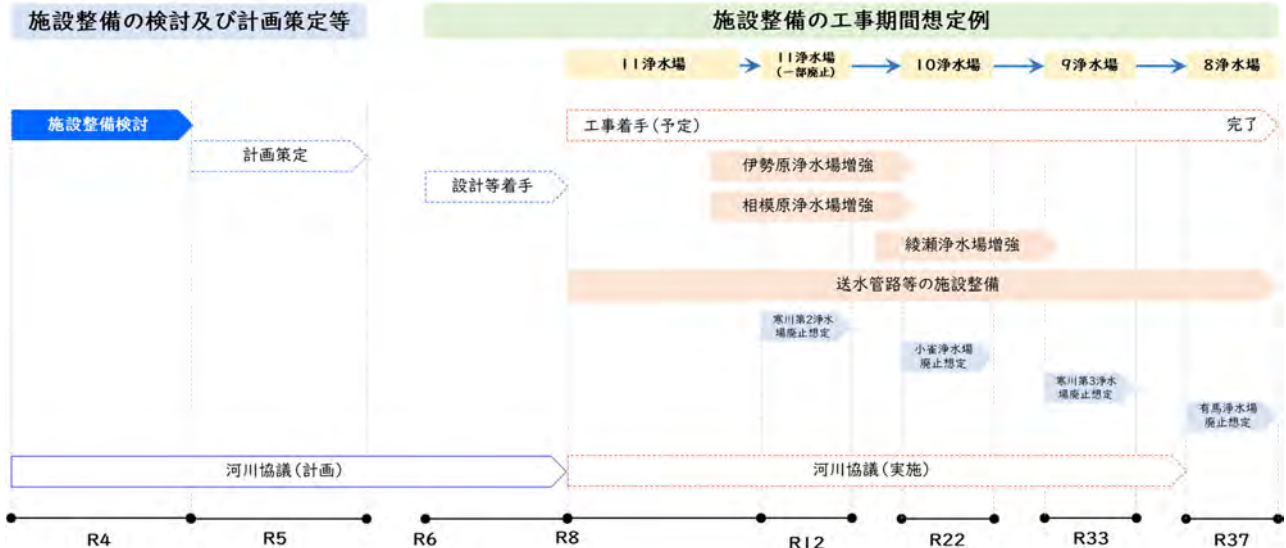 施設整備の検討及び計画策定等
施設整備の工事期間想定例
11浄水場
11浄水場
(一部廃止)
10浄水場
9浄水場
8浄水場
施設整備検討
工事着手(予定)
完了
計画策定
伊勢原浄水場増強
設計等着手
相模原浄水場増強
綾瀬浄水場増強
送水管路等の施設整備
寒川第2浄水
場廃止想定
小雀浄水場
廃止想定
寒川第3浄水
場廃止想定
有馬浄水場
廃止想定
河川協議(計画)
河川協議(実施)
R4
R5
R6
R8
R12
R22
R33
R37